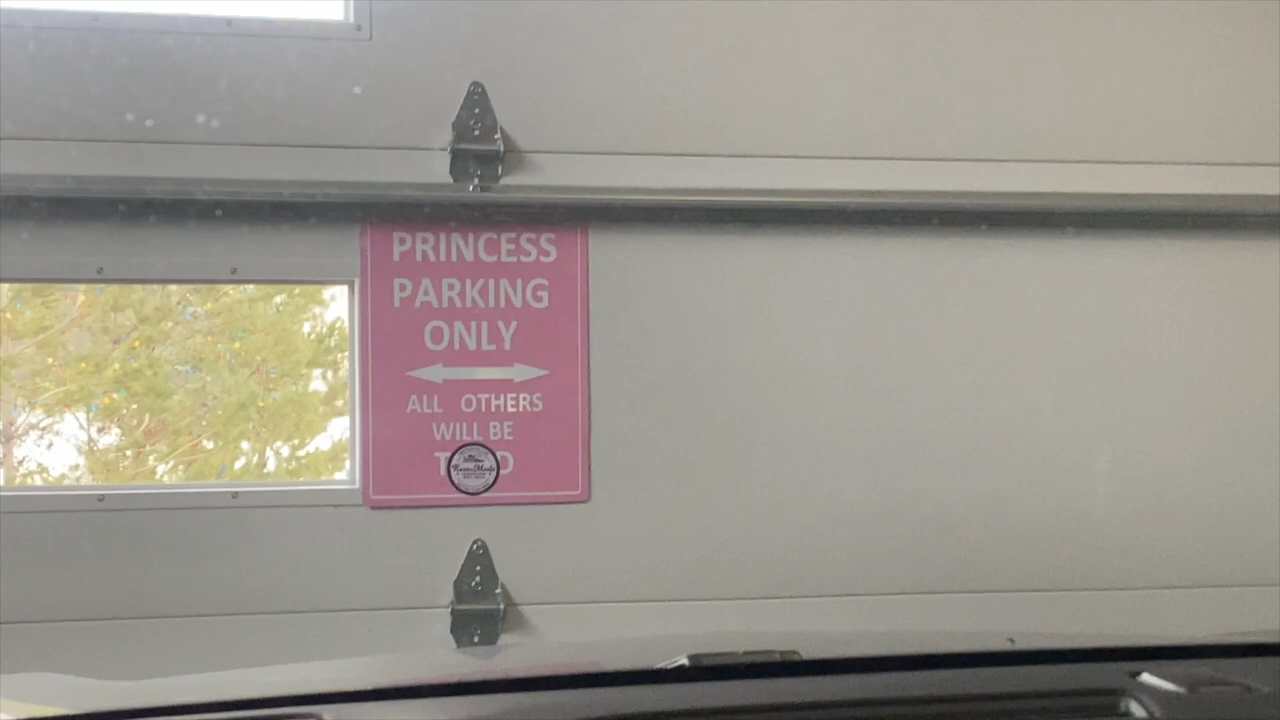 PRINCESS
PARKING
ONLY
ALL OTHERS
WILL BE